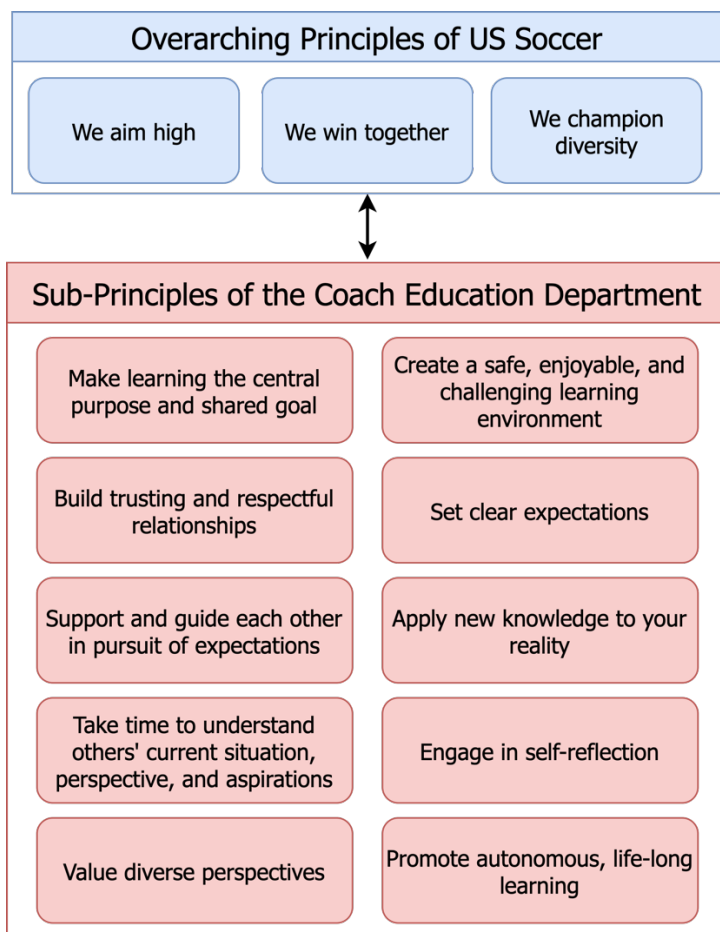 Overarching Principles of US Soccer
We aim high
We win together
We champion
diversity
Sub-Principles of the Coach Education Department
Make learning the central
purpose and shared goal
Create a safe, enjoyable, and
challenging learning
environment
Build trusting and respectful
relationships
Set clear expectations
Support and guide each other
in pursuit of expectations
Apply new knowledge to your
reality
Take time to understand
others' current situation,
perspective, and aspirations
Engage in self-reflection
Value diverse perspectives
Promote autonomous, life-long
learning